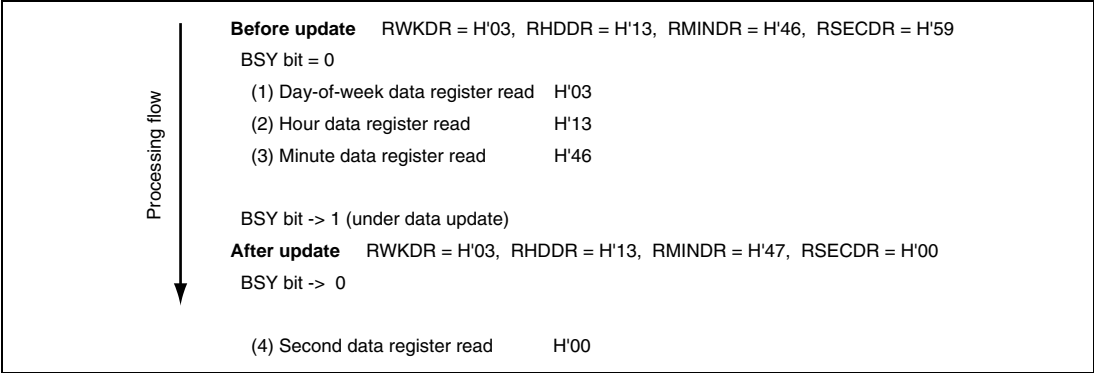 Before update RWKDR = H'03, RHDDR = H'13, RMINDR = H'46, RSECDR = H'59
BSY bit = 0
(1) Day-of-week data register read H'03
(2) Hour data register read H'13
(3) Minute data register read H'46
Processing flow
BSY bit -> 1 (under data update)
After update RWKDR = H'03, RHDDR = H'13, RMINDR = H'47, RSECDR = H'00
BSY bit -> 0
(4) Second data register read H'00